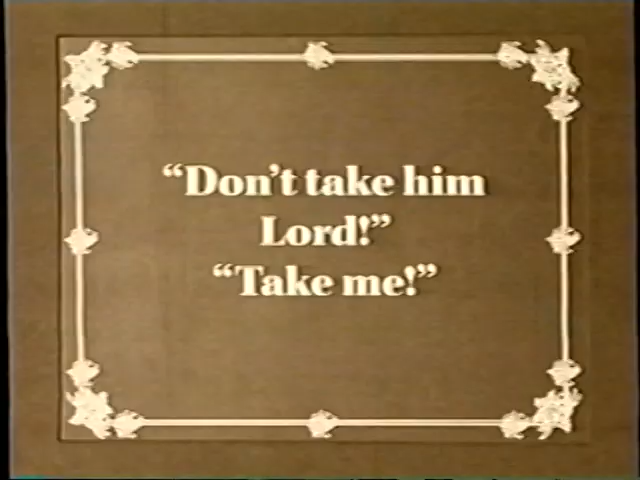 “Don’t take him
Lord!”
“Take me!”